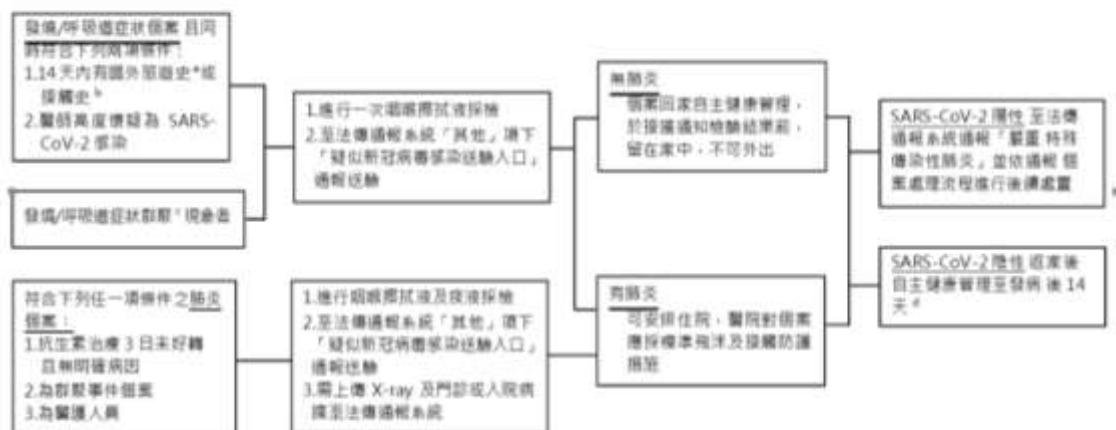 發燒/呼吸道症狀個案 且同
時符合下列兩項條件：
1.14天內有國外旅遊史ᵃ或
接觸史ᵇ
2.醫師高度懷疑為 SARS-
CoV-2 感染
發燒/呼吸道症狀群聚ᶜ現象者
符合下列任一項條件之肺炎
個案：
1.抗生素治療 3 日未好轉
且無明確病因
2.為群聚事件個案
3.為醫護人員
1.進行一次咽喉擦拭液採檢
2.至法傳通報系統「其他」項下
「疑似新冠病毒感染送驗入口」
通報送驗
1.進行咽喉擦拭液及痰液採檢
2.至法傳通報系統「其他」項下
「疑似新冠病毒感染送驗入口」
通報送驗
3.需上傳 X-ray 及門診或入院病
摘至法傳通報系統
無肺炎
個案回家自主健康管理，
於接獲通知檢驗結果前，
留在家中，不可外出
有肺炎
可安排住院，醫院對個案
應採標準飛沫及接觸防護
措施
SARS-CoV-2 陽性 至法傳
通報系統通報「嚴重 特殊
傳染性肺炎」並依通報 個
案處理流程進行後續處置
SARS-CoV-2 陰性 返家後
自主健康管理至發病 後 14
天ᵈ